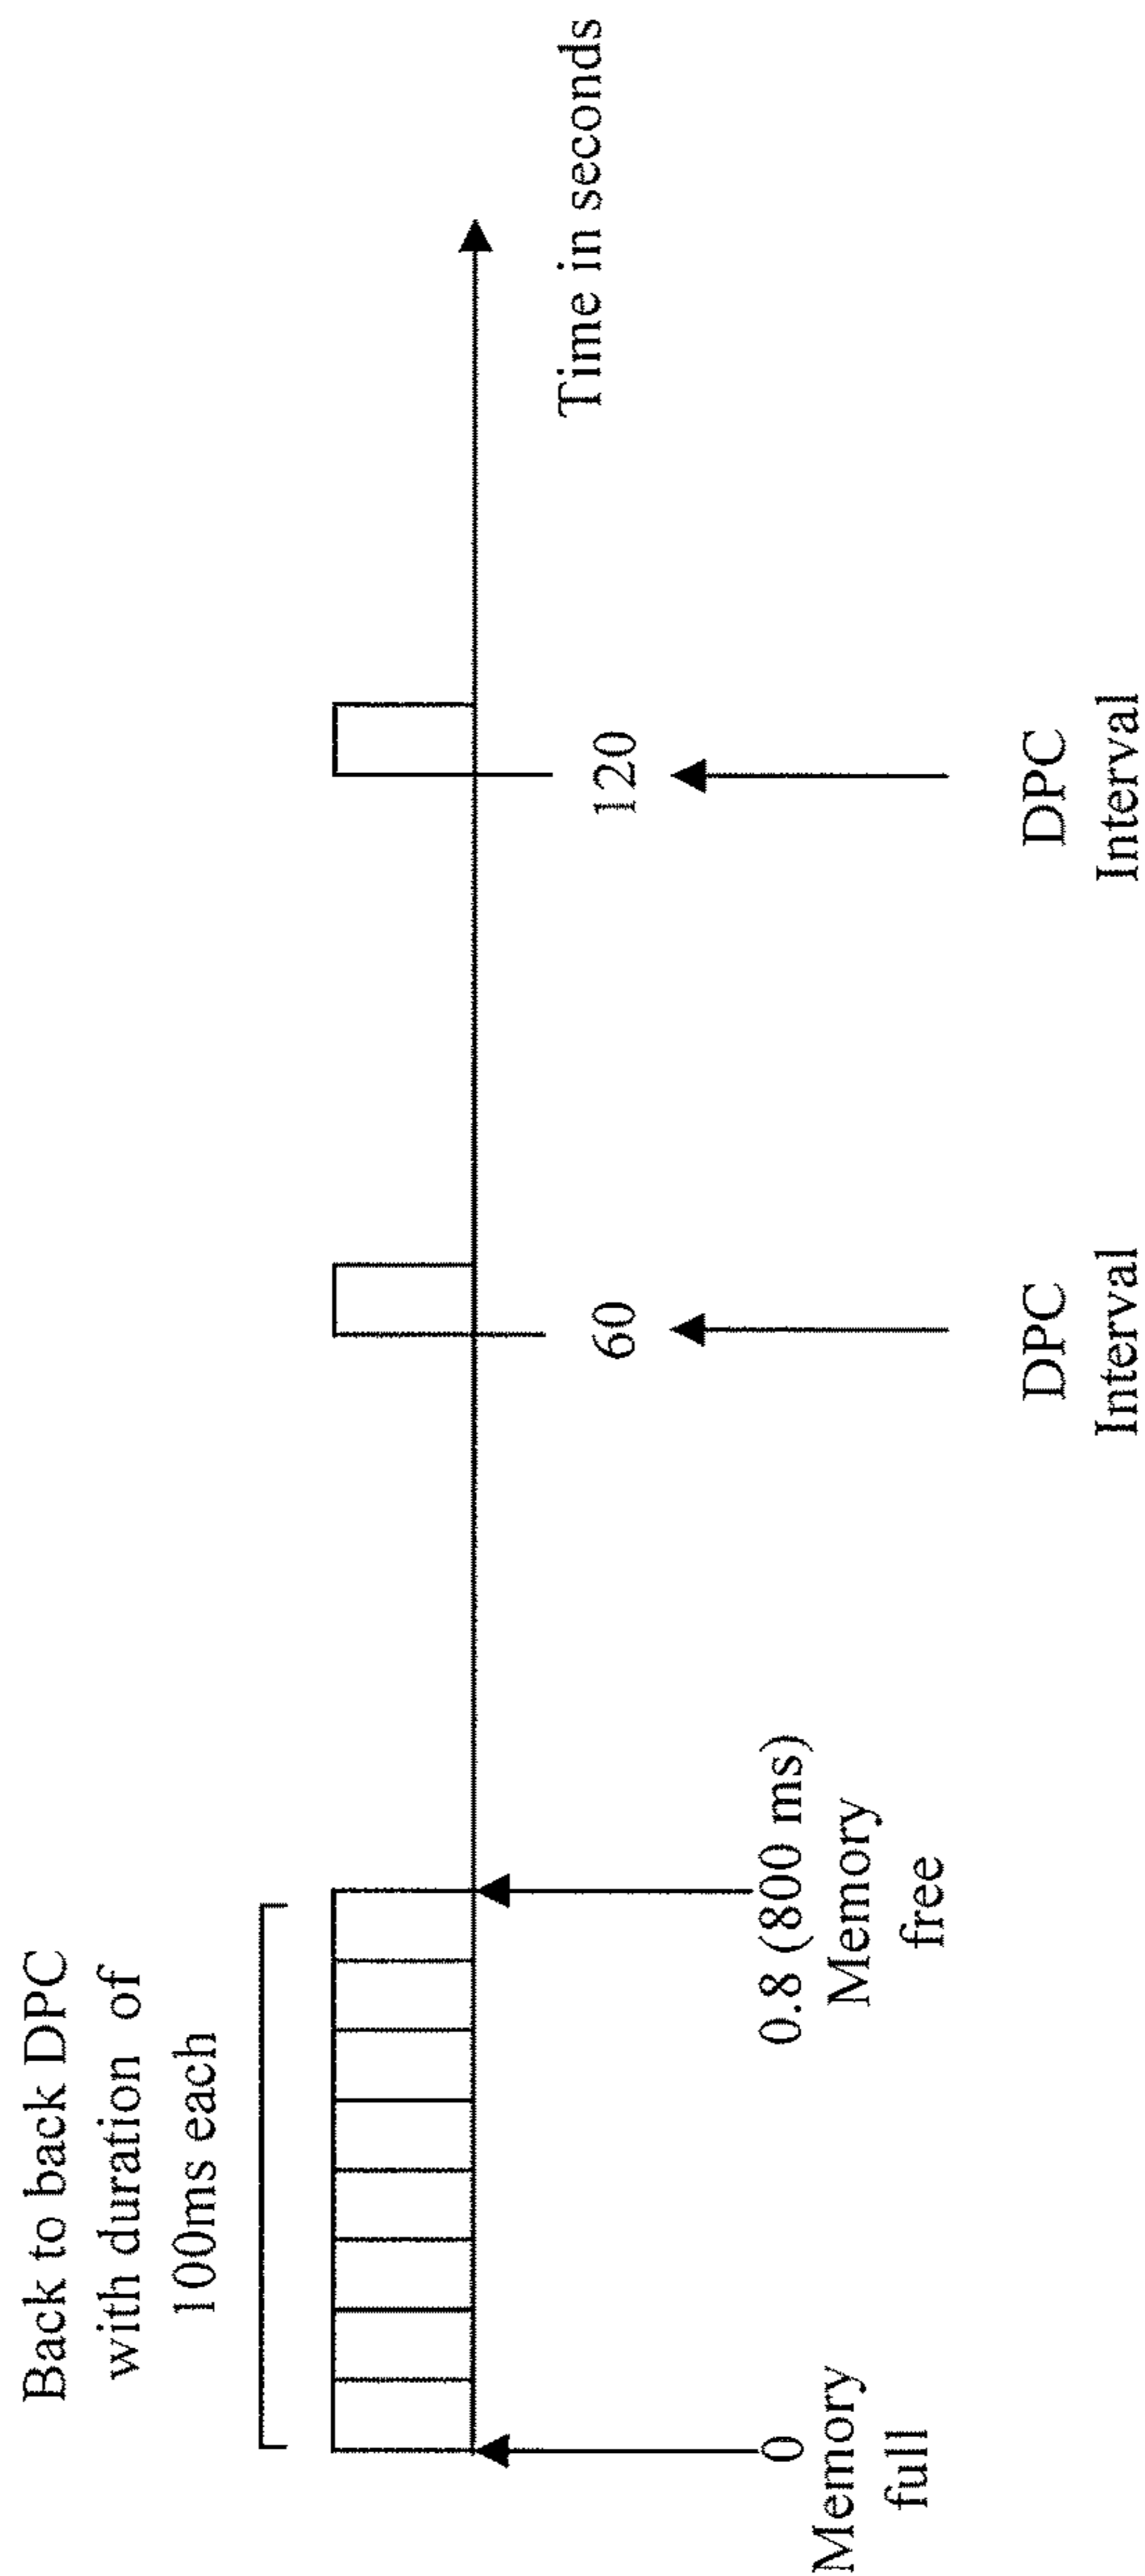 Back to back DPC
with duration of
100ms each
0
Memory
full
0.8 (800 ms)
Memory
free
60
DPC
Interval
120
DPC
Interval
Time in seconds